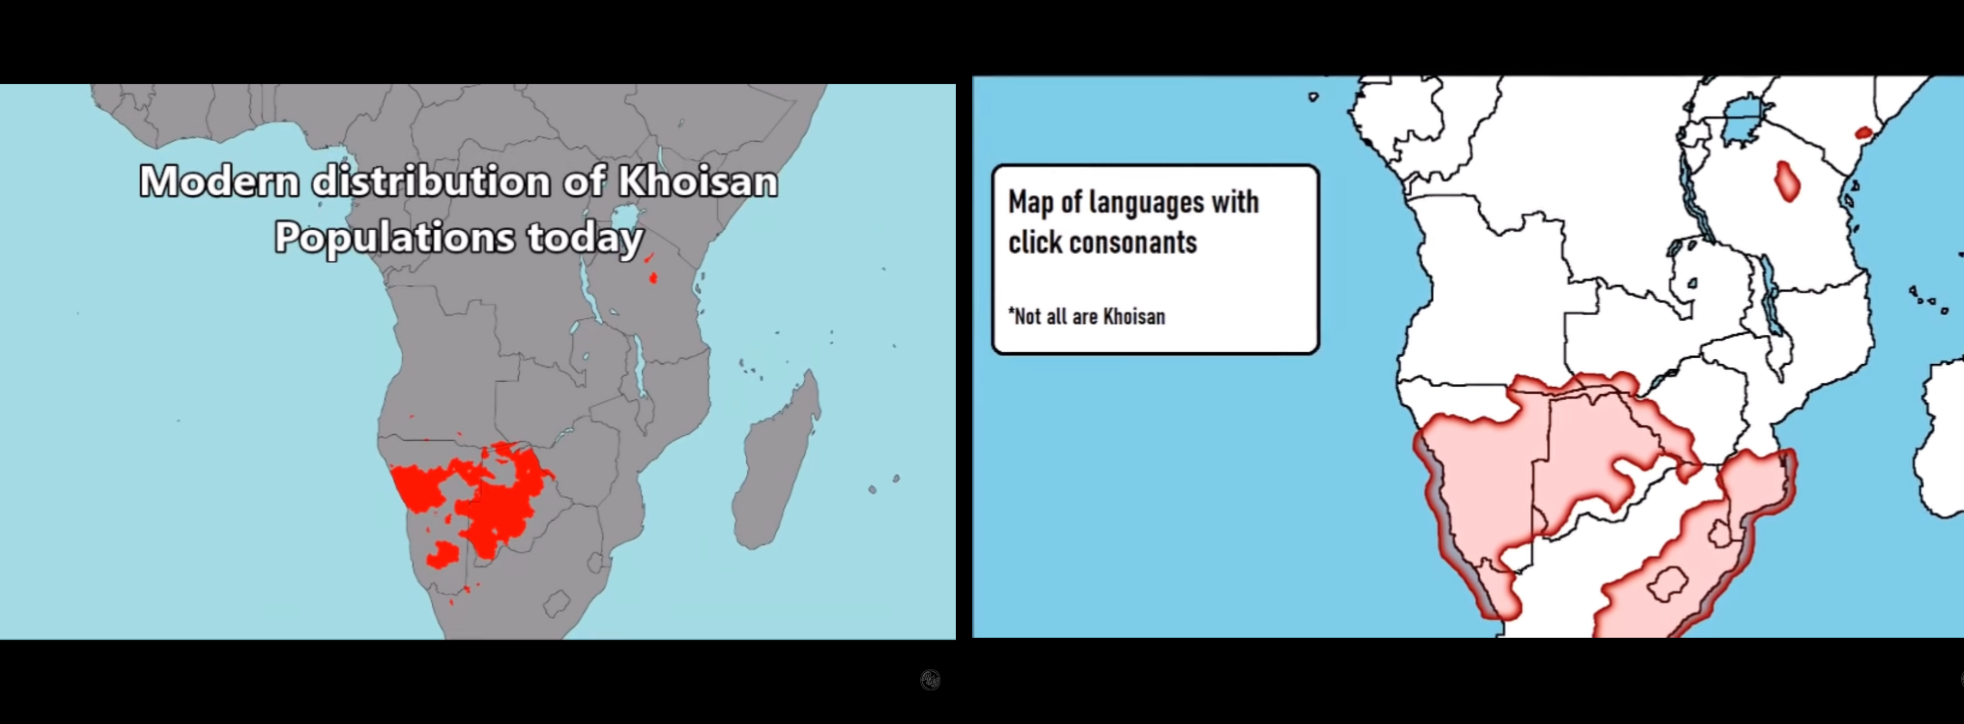 Modern distribution of Khoisan
Populations today
Map of languages with
click consonants
*Not all are Khoisan